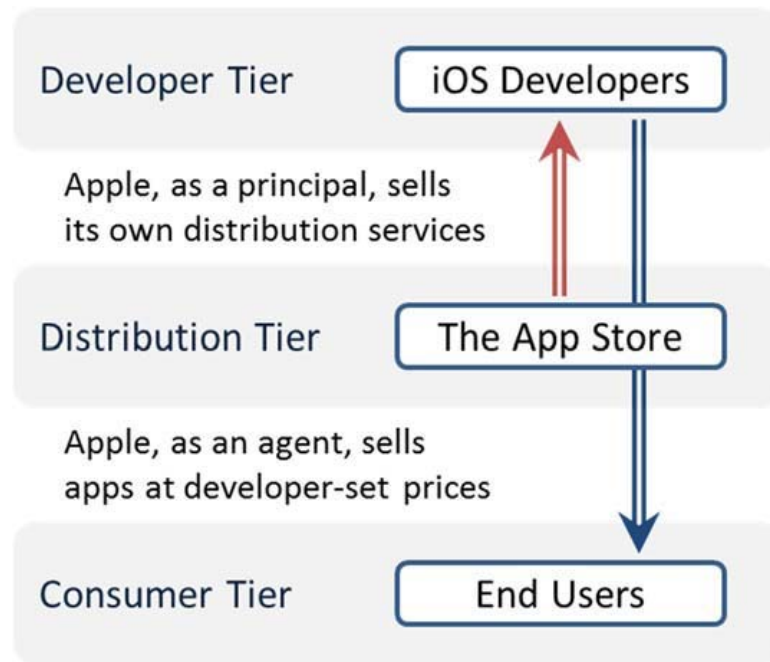 Developer Tier
iOS Developers
Apple, as a principal, sells
its own distribution services
Distribution Tier
The App Store
Apple, as an agent, sells
apps at developer-set prices
Consumer Tier
End Users